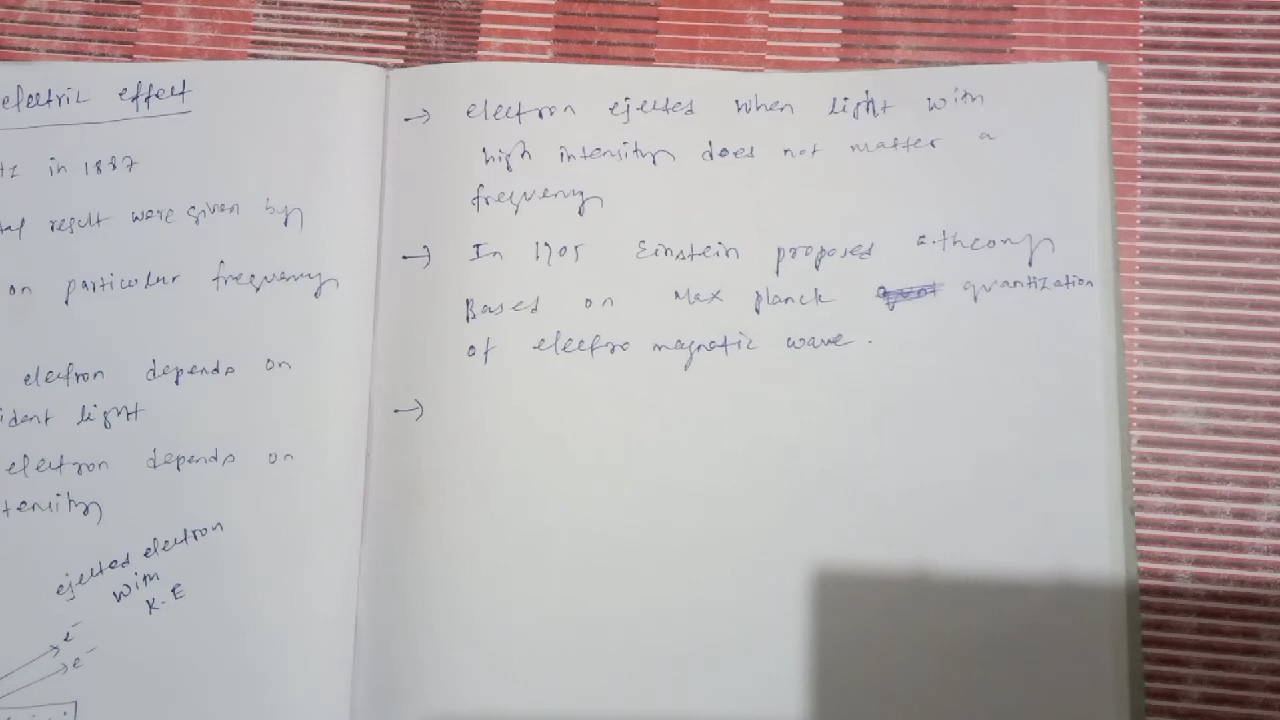 electric effect
tz in 1887
tal result were given by
on particular frequency
electron depends on
ident light
electron depends on
tensity
ejected electron
with
K.E
e⁻
e⁻
→ electron ejected when light with
high intensity does not matter a
frequency
→ In 1905 Einstein proposed a theory
Based on Max planck quantization
of electro magnetic wave.
→